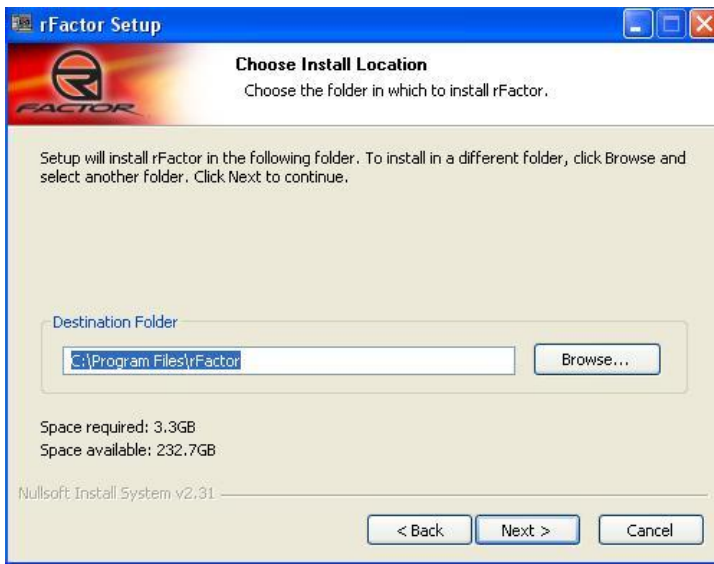 rFactor Setup
FACTOR
Choose Install Location
Choose the folder in which to install rFactor.
Setup will install rFactor in the following folder. To install in a different folder, click Browse and
select another folder. Click Next to continue.
Destination Folder
C:\Program Files\rFactor
Browse...
Space required: 3.3GB
Space available: 232.7GB
Nullsoft Install System v2.31
< Back Next > Cancel